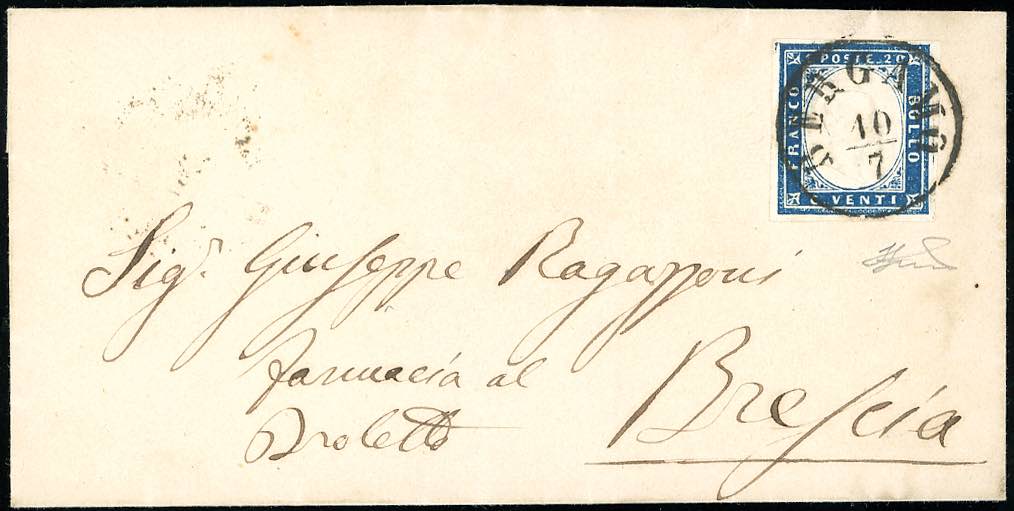 C. POSTE. 20
FRANCO
BOLLO
C. VENTI
BERGAMO
10
7
Sig.r Giuseppe Ragazzoni
farmacia al
Broletto
Brescia